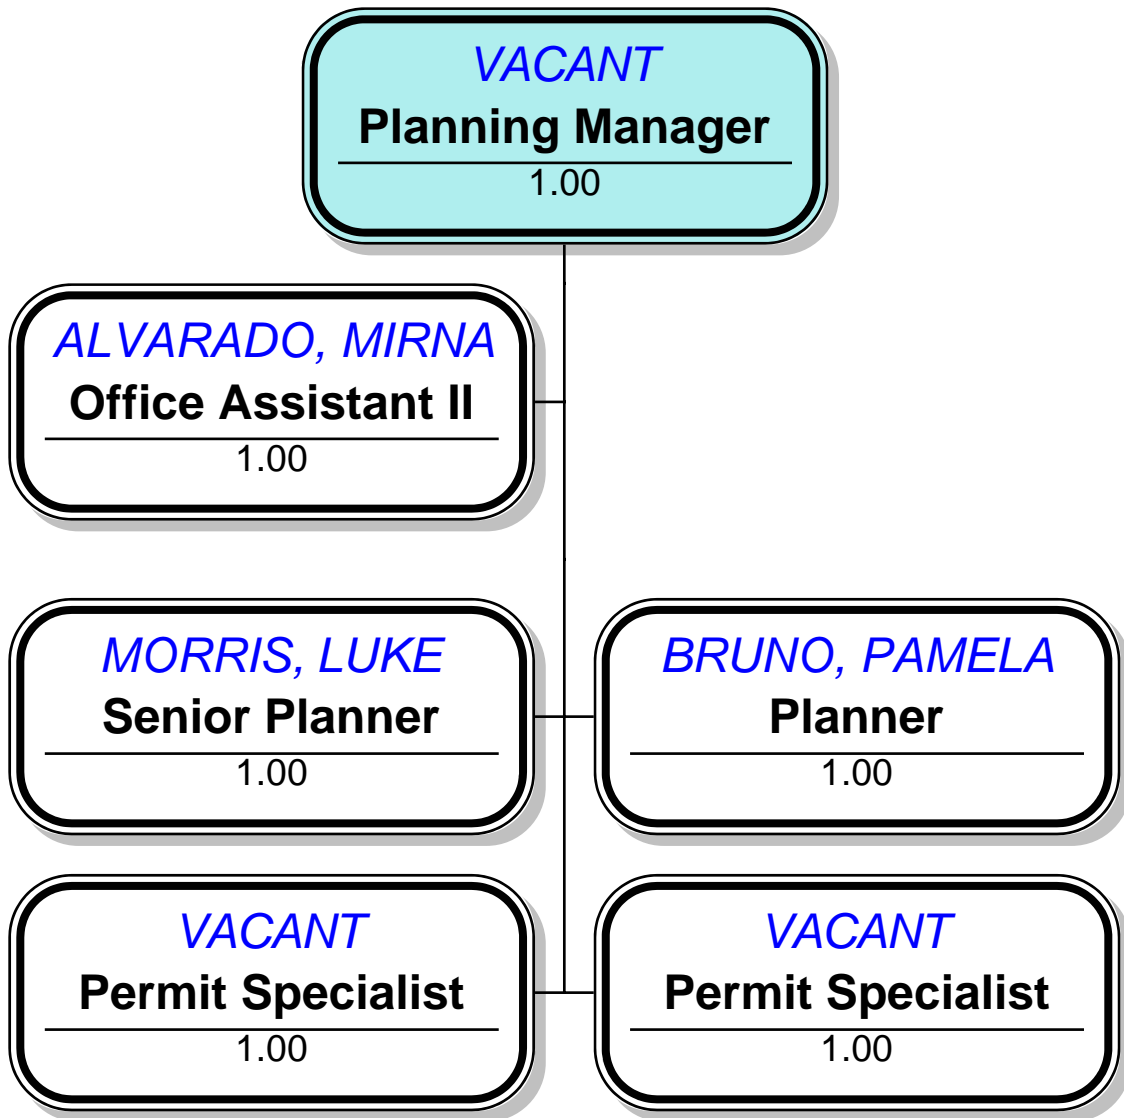 VACANT
Planning Manager
1.00
ALVARADO, MIRNA
Office Assistant II
1.00
MORRIS, LUKE
Senior Planner
1.00
BRUNO, PAMELA
Planner
1.00
VACANT
Permit Specialist
1.00
VACANT
Permit Specialist
1.00